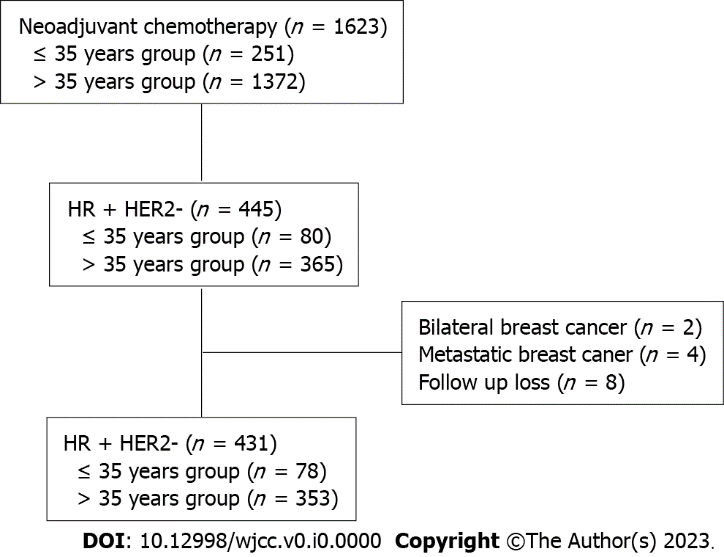 Neoadjuvant chemotherapy (n = 1623)
≤ 35 years group (n = 251)
> 35 years group (n = 1372)
HR + HER2- (n = 445)
≤ 35 years group (n = 80)
> 35 years group (n = 365)
Bilateral breast cancer (n = 2)
Metastatic breast caner (n = 4)
Follow up loss (n = 8)
HR + HER2- (n = 431)
≤ 35 years group (n = 78)
> 35 years group (n = 353)
DOI: 10.12998/wjcc.v0.i0.0000 Copyright ©The Author(s) 2023.